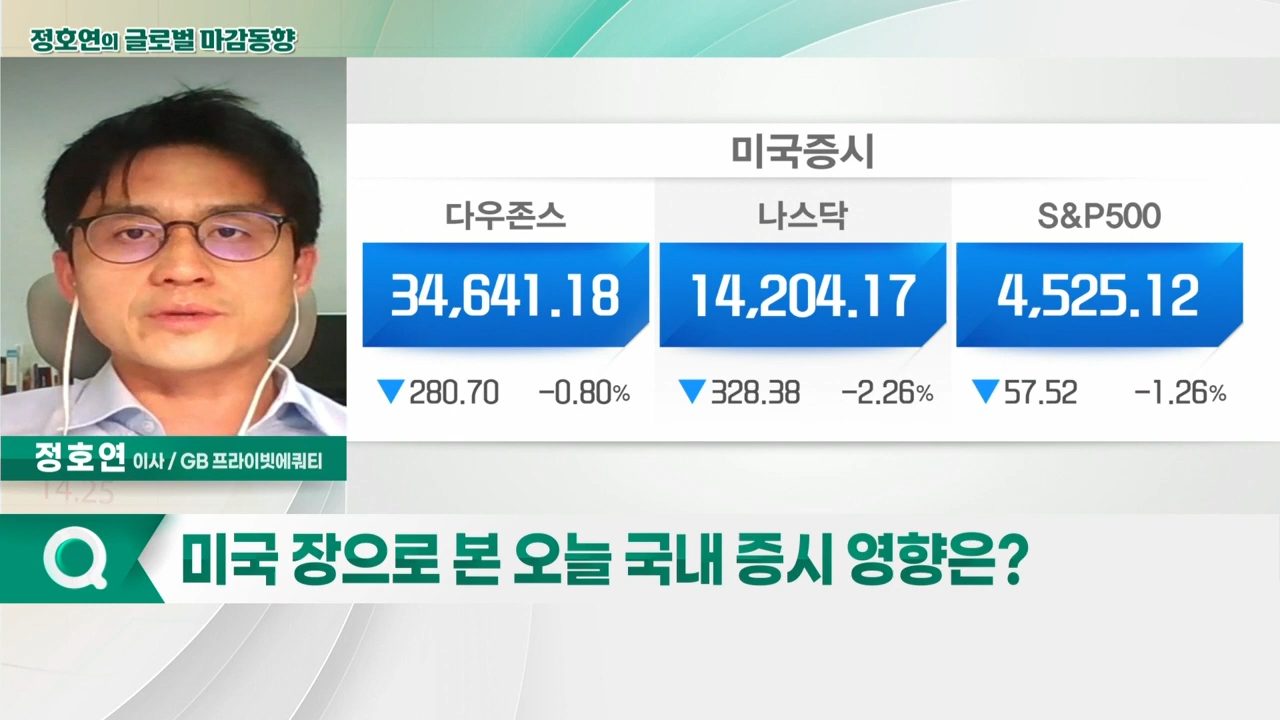 정호연의 글로벌 마감동향
미국증시
다우존스 나스닥 S&P500
34,641.18 14,204.17 4,525.12
▼280.70 -0.80% ▼328.38 -2.26% ▼57.52 -1.26%
정호연 이사 / GB 프라이빗에쿼티
14.25
Q 미국 장으로 본 오늘 국내 증시 영향은?